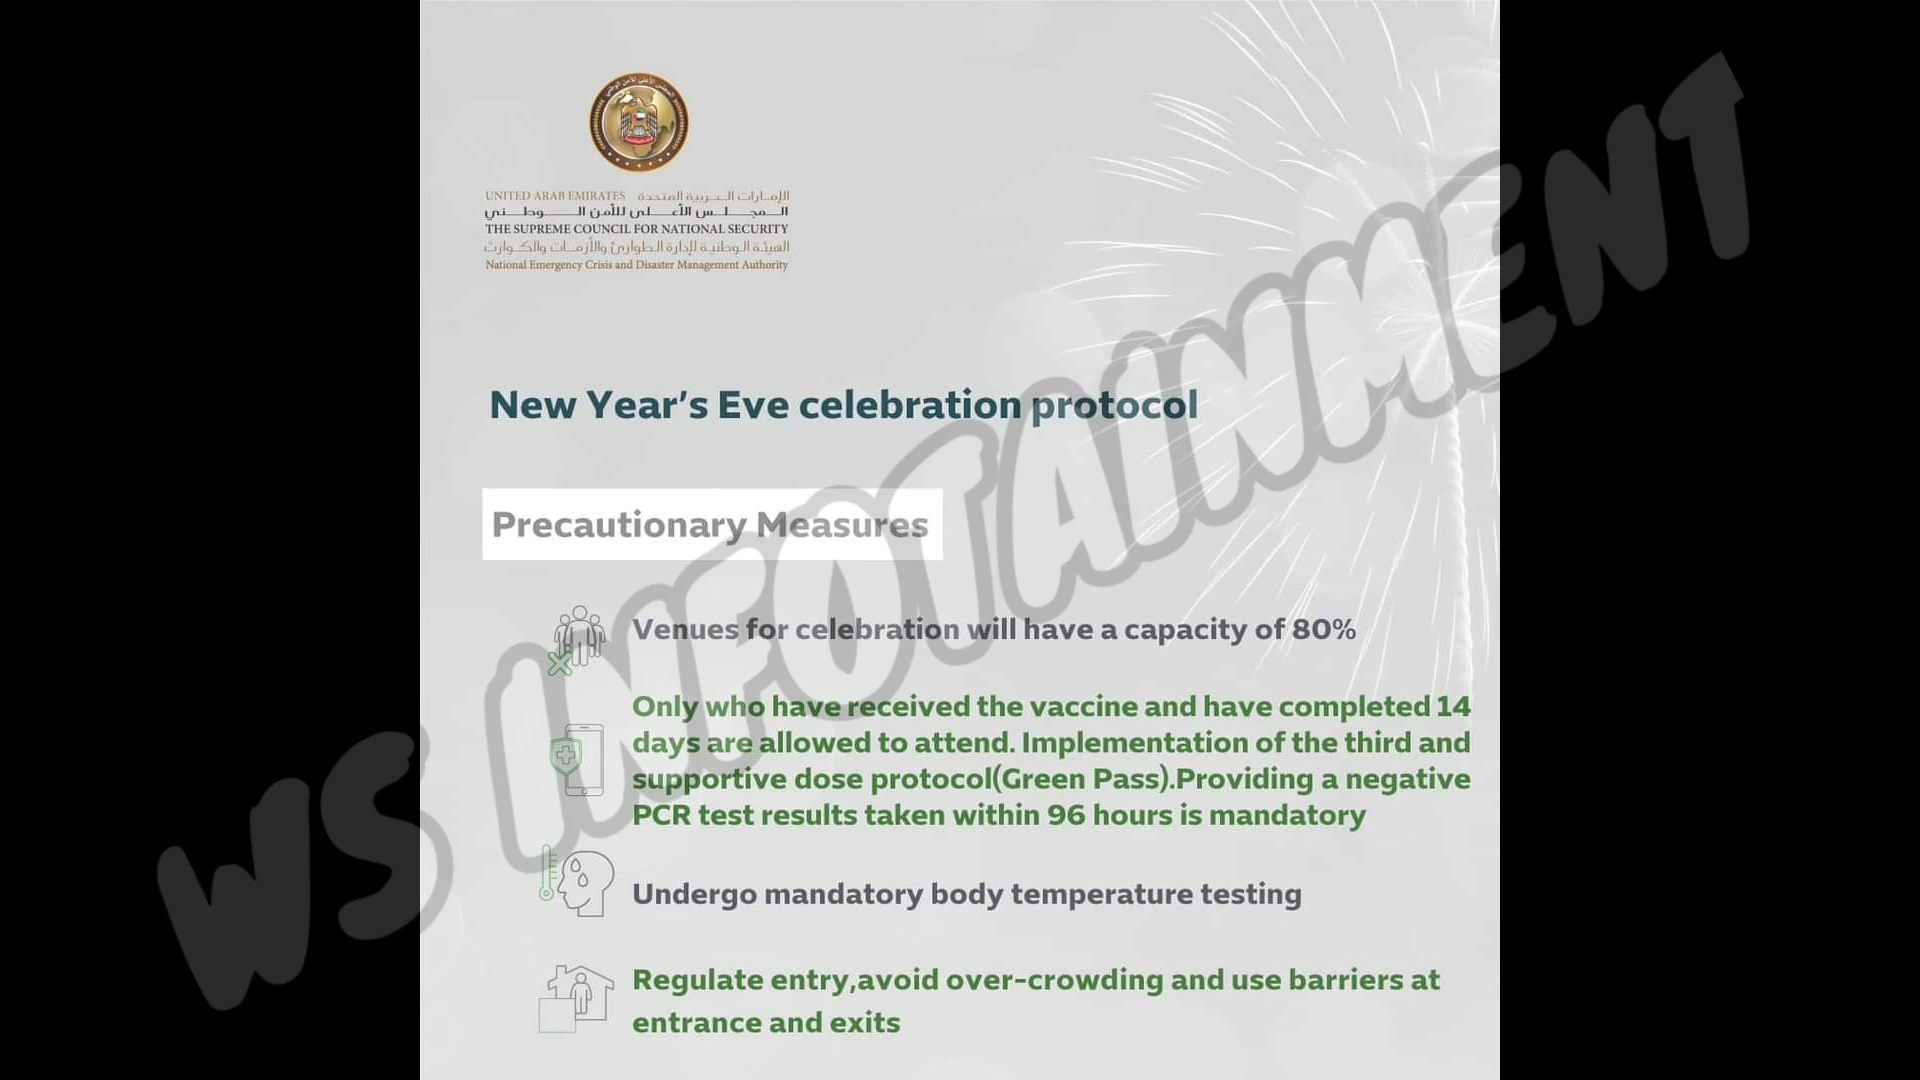 UNITED ARAB EMIRATES الإمارات العربية المتحدة
المجلس الأعلى للأمن الوطني
THE SUPREME COUNCIL FOR NATIONAL SECURITY
الهيئة الوطنية لإدارة الطوارئ والأزمات والكوارث
National Emergency Crisis and Disaster Management Authority
New Year's Eve celebration protocol
Precautionary Measures
Venues for celebration will have a capacity of 80%
Only who have received the vaccine and have completed 14
days are allowed to attend. Implementation of the third and
supportive dose protocol(Green Pass).Providing a negative
PCR test results taken within 96 hours is mandatory
Undergo mandatory body temperature testing
Regulate entry,avoid over-crowding and use barriers at
entrance and exits
WS INFOTAINMENT